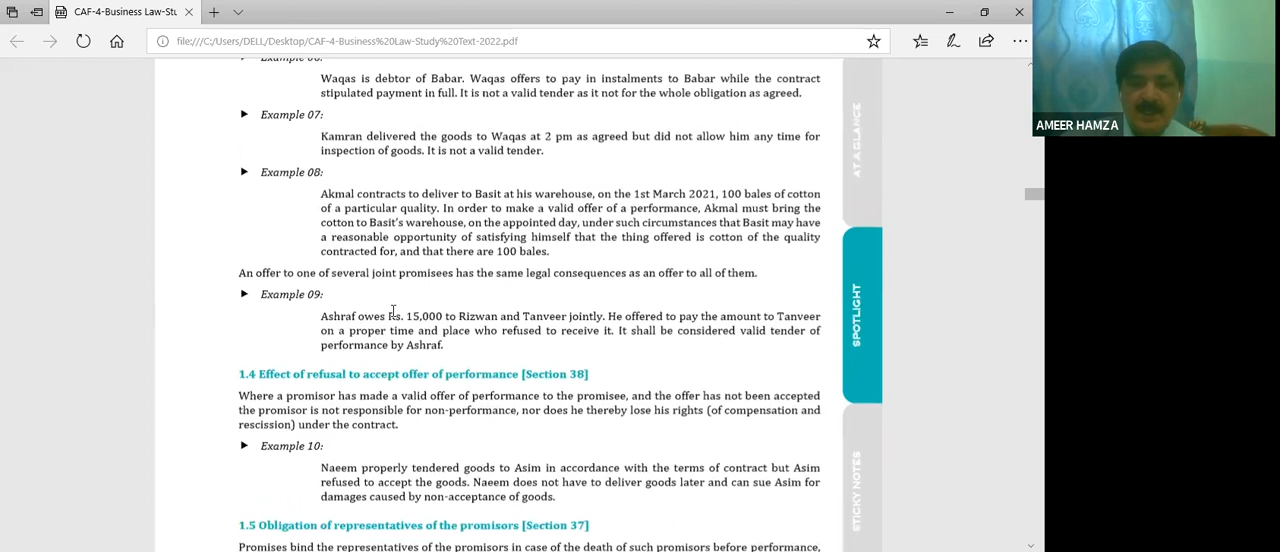 CAF-4-Business Law-Stu
file:///C:/Users/DELL/Desktop/CAF-4-Business%20Law-Study%20Text-2022.pdf
AMEER HAMZA
Waqas is debtor of Babar. Waqas offers to pay in instalments to Babar while the contract
stipulated payment in full. It is not a valid tender as it not for the whole obligation as agreed.
Example 07:
Kamran delivered the goods to Waqas at 2 pm as agreed but did not allow him any time for
inspection of goods. It is not a valid tender.
Example 08:
Akmal contracts to deliver to Basit at his warehouse, on the 1st March 2021, 100 bales of cotton
of a particular quality. In order to make a valid offer of a performance, Akmal must bring the
cotton to Basit's warehouse, on the appointed day, under such circumstances that Basit may have
a reasonable opportunity of satisfying himself that the thing offered is cotton of the quality
contracted for, and that there are 100 bales.
An offer to one of several joint promisees has the same legal consequences as an offer to all of them.
Example 09:
Ashraf owes Rs. 15,000 to Rizwan and Tanveer jointly. He offered to pay the amount to Tanveer
on a proper time and place who refused to receive it. It shall be considered valid tender of
performance by Ashraf.
1.4 Effect of refusal to accept offer of performance [Section 38]
Where a promisor has made a valid offer of performance to the promisee, and the offer has not been accepted
the promisor is not responsible for non-performance, nor does he thereby lose his rights (of compensation and
rescission) under the contract.
Example 10:
Naeem properly tendered goods to Asim in accordance with the terms of contract but Asim
refused to accept the goods. Naeem does not have to deliver goods later and can sue Asim for
damages caused by non-acceptance of goods.
1.5 Obligation of representatives of the promisors [Section 37]
Promises bind the representatives of the promisors in case of the death of such promisors before performance,
AT A GLANCE
SPOTLIGHT
STICKY NOTES